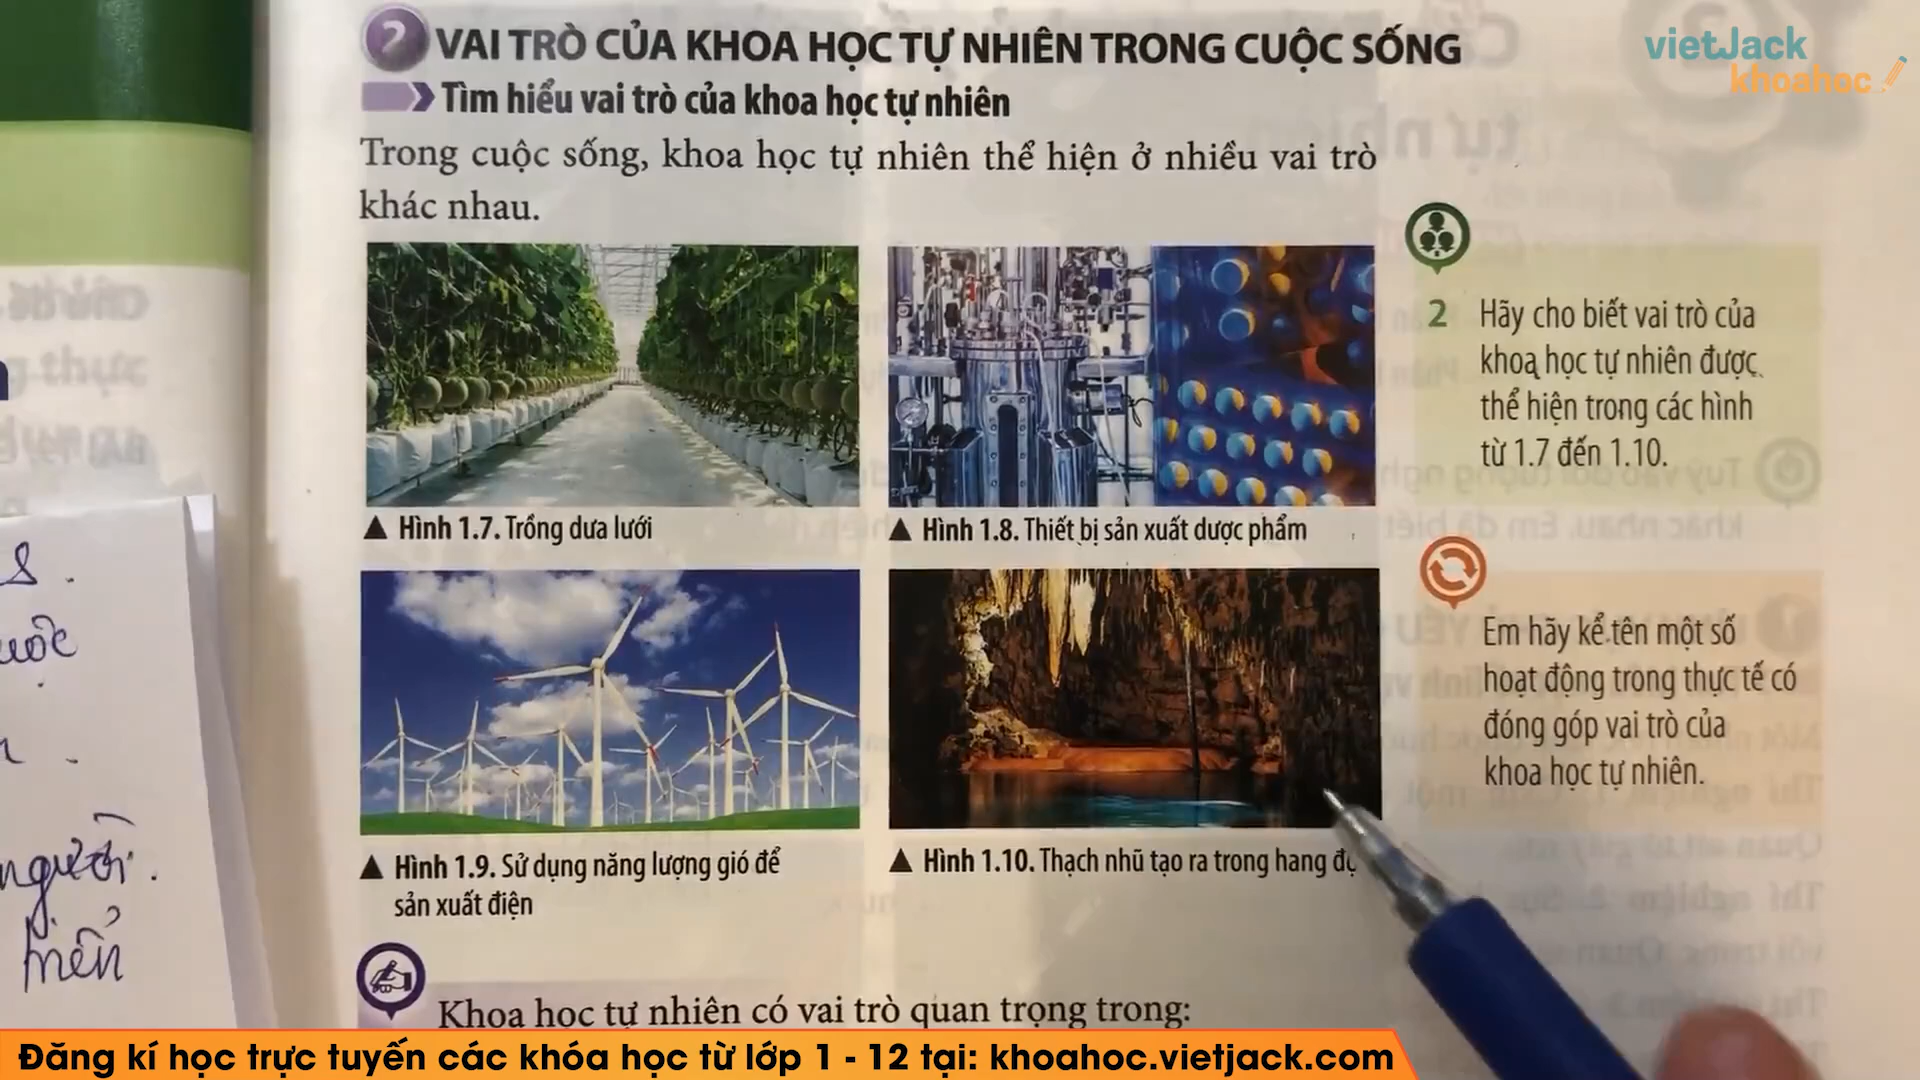 2 VAI TRÒ CỦA KHOA HỌC TỰ NHIÊN TRONG CUỘC SỐNG
vietJack
khoahoc
Tìm hiểu vai trò của khoa học tự nhiên
Trong cuộc sống, khoa học tự nhiên thể hiện ở nhiều vai trò
khác nhau.
▲ Hình 1.7. Trồng dưa lưới
▲ Hình 1.8. Thiết bị sản xuất dược phẩm
2 Hãy cho biết vai trò của
khoa học tự nhiên được
thể hiện trong các hình
từ 1.7 đến 1.10.
Em hãy kể tên một số
hoạt động trong thực tế có
đóng góp vai trò của
khoa học tự nhiên.
▲ Hình 1.9. Sử dụng năng lượng gió để
sản xuất điện
▲ Hình 1.10. Thạch nhũ tạo ra trong hang
Khoa học tự nhiên có vai trò quan trọng trong:
người.
Đăng kí học trực tuyến các khóa học từ lớp 1 - 12 tại: khoahoc.vietjack.com